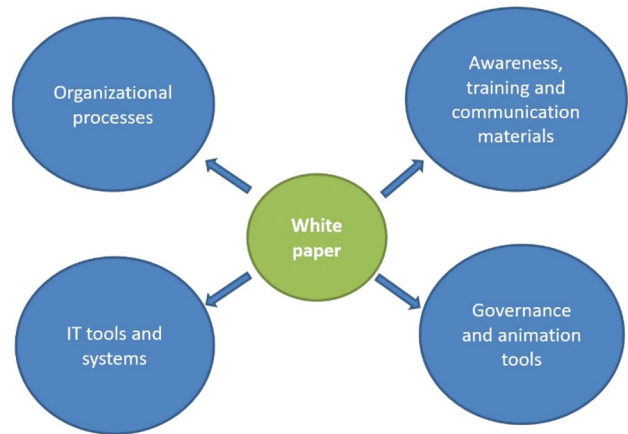 Organizational
processes
Awareness,
training and
communication
materials
White
paper
IT tools and
systems
Governance
and animation
tools